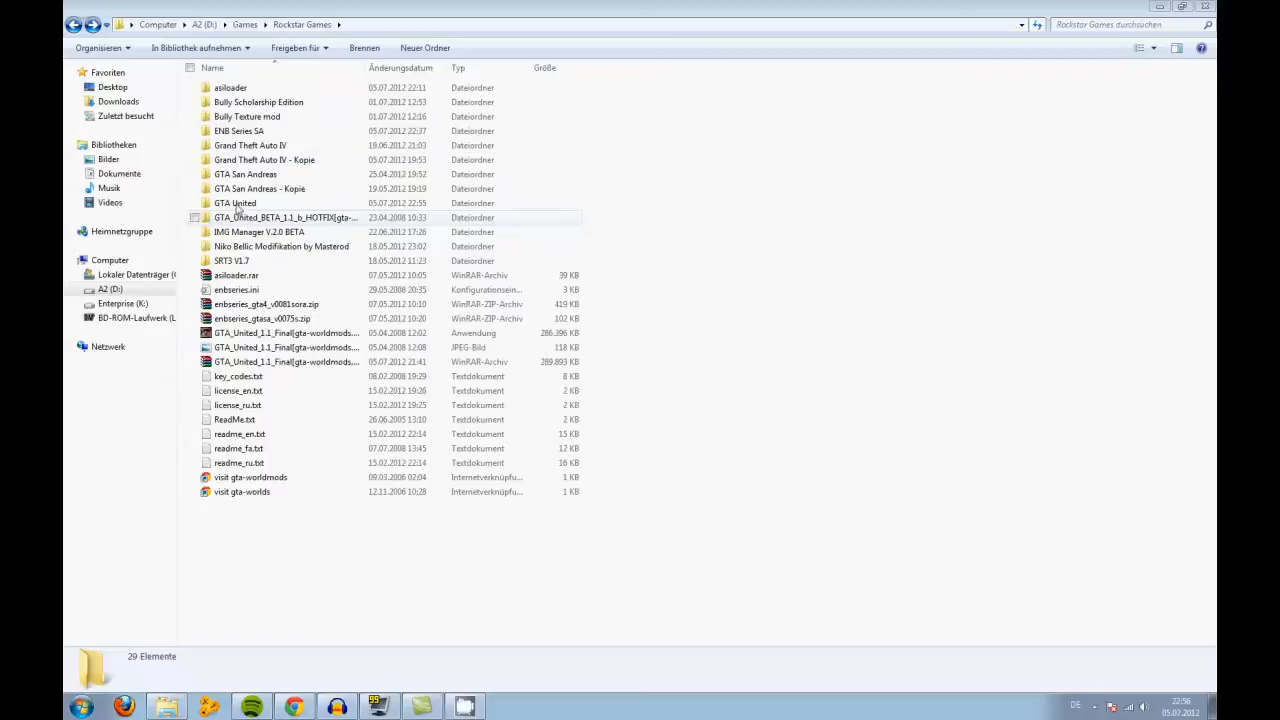 Computer A2 (D:) Games Rockstar Games
Rockstar Games durchsuchen
Organisieren In Bibliothek aufnehmen Freigeben für Brennen Neuer Ordner
Name Änderungsdatum Typ Größe
Favoriten
Desktop
Downloads
Zuletzt besucht
Bibliotheken
Bilder
Dokumente
Musik
Videos
Heimnetzgruppe
Computer
Lokaler Datenträger (
A2 (D:)
Enterprise (K:)
BD-ROM-Laufwerk (L
Netzwerk
asiloader 05.07.2012 22:11 Dateiordner
Bully Scholarship Edition 01.07.2012 12:53 Dateiordner
Bully Texture mod 01.07.2012 12:16 Dateiordner
ENB Series SA 05.07.2012 22:37 Dateiordner
Grand Theft Auto IV 19.06.2012 21:03 Dateiordner
Grand Theft Auto IV - Kopie 05.07.2012 19:53 Dateiordner
GTA San Andreas 25.04.2012 19:52 Dateiordner
GTA San Andreas - Kopie 19.05.2012 19:19 Dateiordner
GTA United 05.07.2012 22:55 Dateiordner
GTA_United_BETA_1.1_b_HOTFIX[gta-... 23.04.2008 10:33 Dateiordner
IMG Manager V.2.0 BETA 22.06.2012 17:26 Dateiordner
Niko Bellic Modifikation by Masterod 18.05.2012 23:02 Dateiordner
SRT3 V1.7 18.05.2012 11:23 Dateiordner
asiloader.rar 07.05.2012 10:05 WinRAR-Archiv 39 KB
enbseries.ini 29.05.2008 20:35 Konfigurationsein... 3 KB
enbseries_gta4_v0081sora.zip 07.05.2012 10:10 WinRAR-ZIP-Archiv 419 KB
enbseries_gtasa_v0075s.zip 07.05.2012 10:20 WinRAR-ZIP-Archiv 102 KB
GTA_United_1.1_Final[gta-worldmods.... 05.04.2008 12:02 Anwendung 286.396 KB
GTA_United_1.1_Final[gta-worldmods.... 05.04.2008 12:08 JPEG-Bild 118 KB
GTA_United_1.1_Final[gta-worldmods.... 05.07.2012 21:41 WinRAR-Archiv 289.893 KB
key_codes.txt 08.02.2008 19:29 Textdokument 8 KB
license_en.txt 15.02.2012 19:26 Textdokument 2 KB
license_ru.txt 15.02.2012 19:25 Textdokument 2 KB
ReadMe.txt 26.06.2005 13:10 Textdokument 2 KB
readme_en.txt 15.02.2012 22:14 Textdokument 15 KB
readme_fa.txt 07.07.2008 13:45 Textdokument 12 KB
readme_ru.txt 15.02.2012 22:14 Textdokument 16 KB
visit gta-worldmods 09.03.2006 02:04 Internetverknüpfu... 1 KB
visit gta-worlds 12.11.2006 10:28 Internetverknüpfu... 1 KB
29 Elemente
DE
22:56
05.07.2012